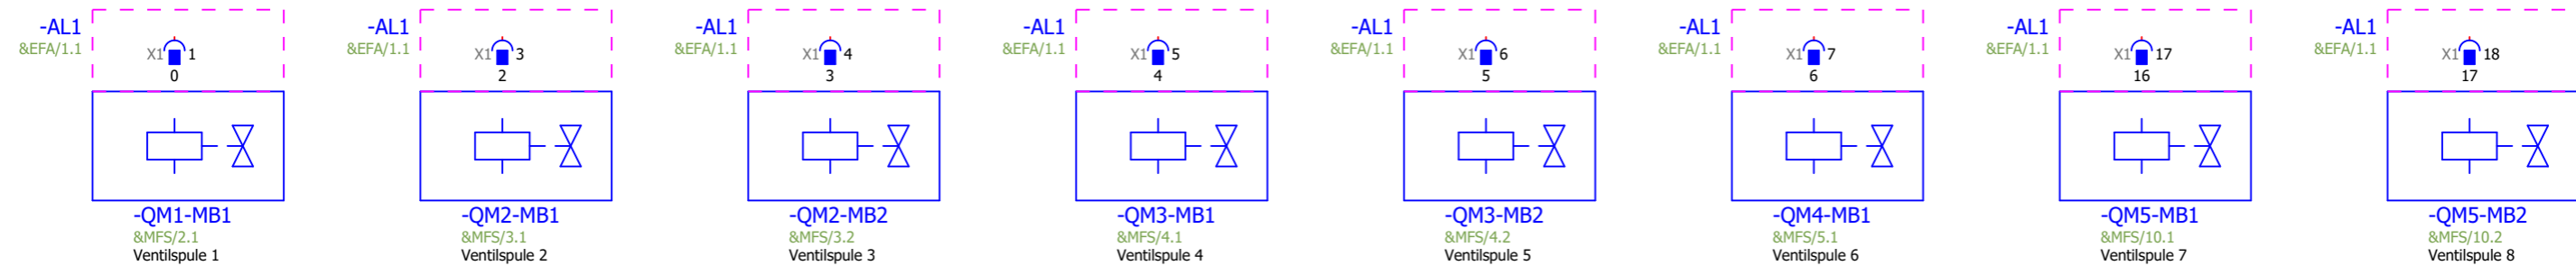 -AL1 -AL1 -AL1 -AL1 -AL1 -AL1 -AL1 -AL1
&EFA/1.1 X1 1 &EFA/1.1 X1 3 &EFA/1.1 X1 4 &EFA/1.1 X1 5 &EFA/1.1 X1 6 &EFA/1.1 X1 7 &EFA/1.1 X1 17 &EFA/1.1 X1 18
0 2 3 4 5 6 16 17
-QM1-MB1 -QM2-MB1 -QM2-MB2 -QM3-MB1 -QM3-MB2 -QM4-MB1 -QM5-MB1 -QM5-MB2
&MFS/2.1 &MFS/3.1 &MFS/3.2 &MFS/4.1 &MFS/4.2 &MFS/5.1 &MFS/10.1 &MFS/10.2
Ventilspule 1 Ventilspule 2 Ventilspule 3 Ventilspule 4 Ventilspule 5 Ventilspule 6 Ventilspule 7 Ventilspule 8